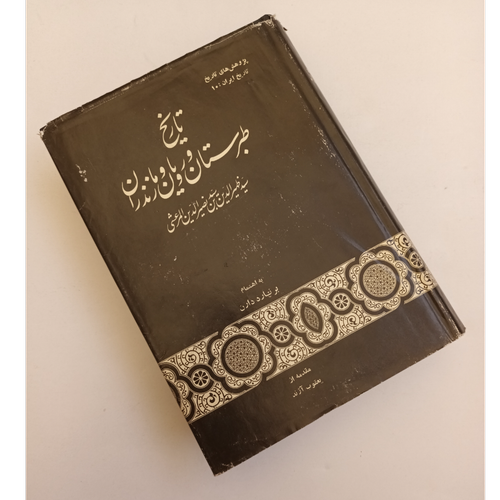 پژوهش‌های تاریخ
تاریخ ایران: ۱۰
تاریخ
طبرستان و رویان و مازندران
سید ظهیرالدین بن سید نصیرالدین مرعشی
به اهتمام
برنهارد دارن
مقدمه از
یعقوب آژند